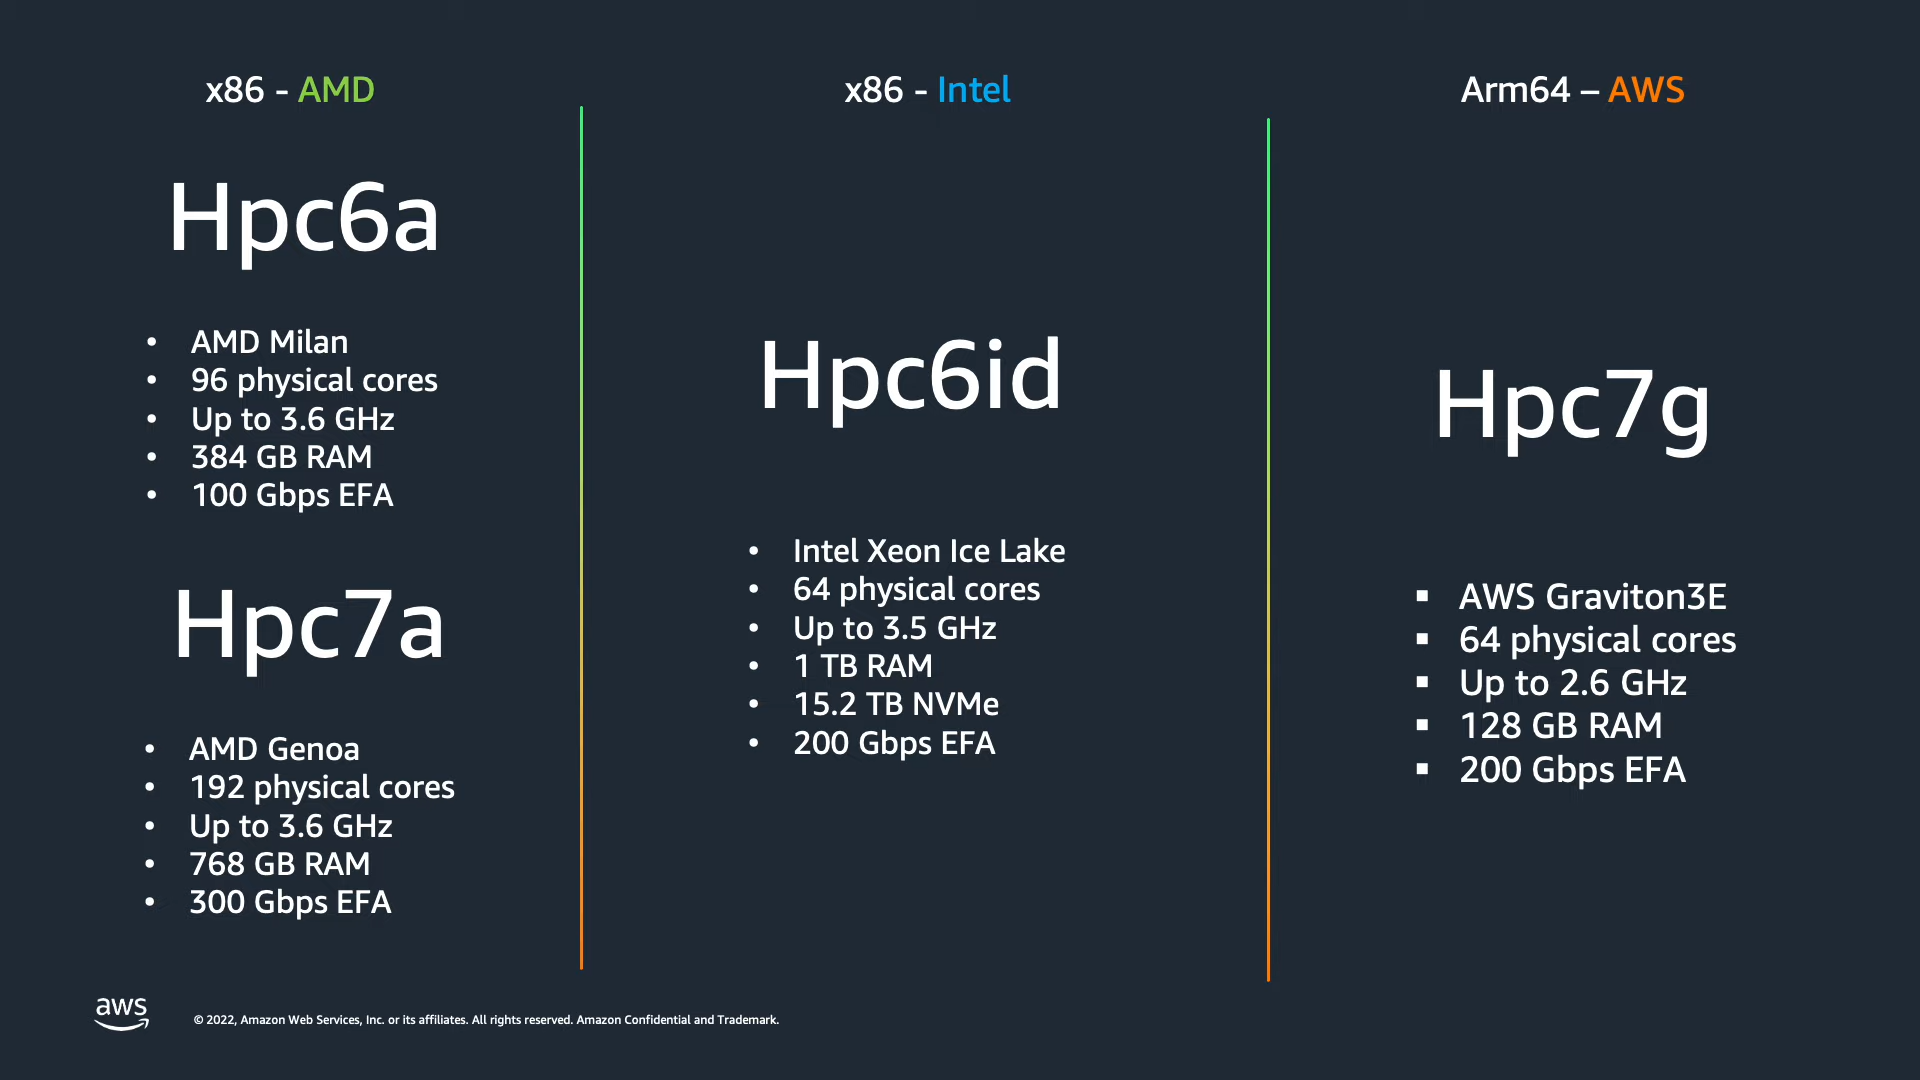 x86 - AMD
Hpc6a
• AMD Milan
• 96 physical cores
• Up to 3.6 GHz
• 384 GB RAM
• 100 Gbps EFA
Hpc7a
• AMD Genoa
• 192 physical cores
• Up to 3.6 GHz
• 768 GB RAM
• 300 Gbps EFA
x86 - Intel
Hpc6id
• Intel Xeon Ice Lake
• 64 physical cores
• Up to 3.5 GHz
• 1 TB RAM
• 15.2 TB NVMe
• 200 Gbps EFA
Arm64 – AWS
Hpc7g
▪ AWS Graviton3E
▪ 64 physical cores
▪ Up to 2.6 GHz
▪ 128 GB RAM
▪ 200 Gbps EFA
aws
© 2022, Amazon Web Services, Inc. or its affiliates. All rights reserved. Amazon Confidential and Trademark.